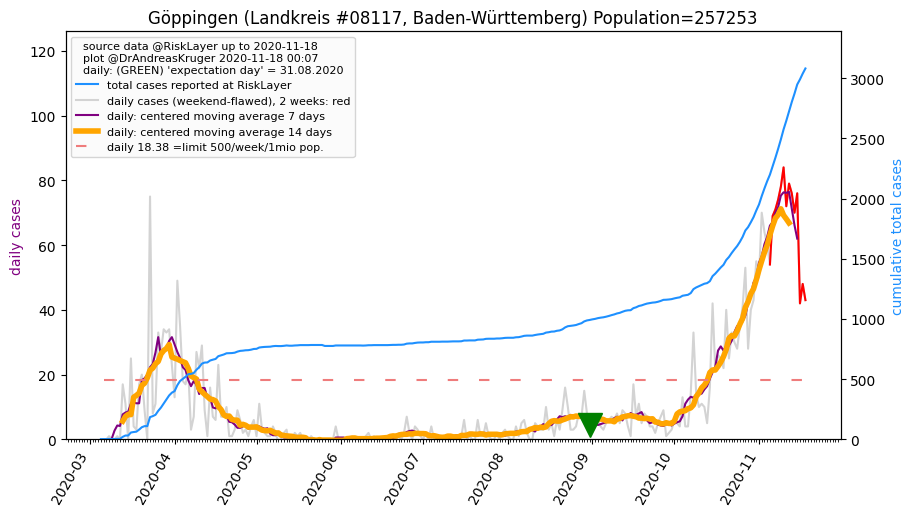 Göppingen (Landkreis #08117, Baden-Württemberg) Population=257253
source data @RiskLayer up to 2020-11-18
plot @DrAndreasKruger 2020-11-18 00:07
daily: (GREEN) 'expectation day' = 31.08.2020
total cases reported at RiskLayer
daily cases (weekend-flawed), 2 weeks: red
daily: centered moving average 7 days
daily: centered moving average 14 days
daily 18.38 =limit 500/week/1mio pop.
daily cases
120
100
80
60
40
20
0
cumulative total cases
3000
2500
2000
1500
1000
500
0
2020-03
2020-04
2020-05
2020-06
2020-07
2020-08
2020-09
2020-10
2020-11